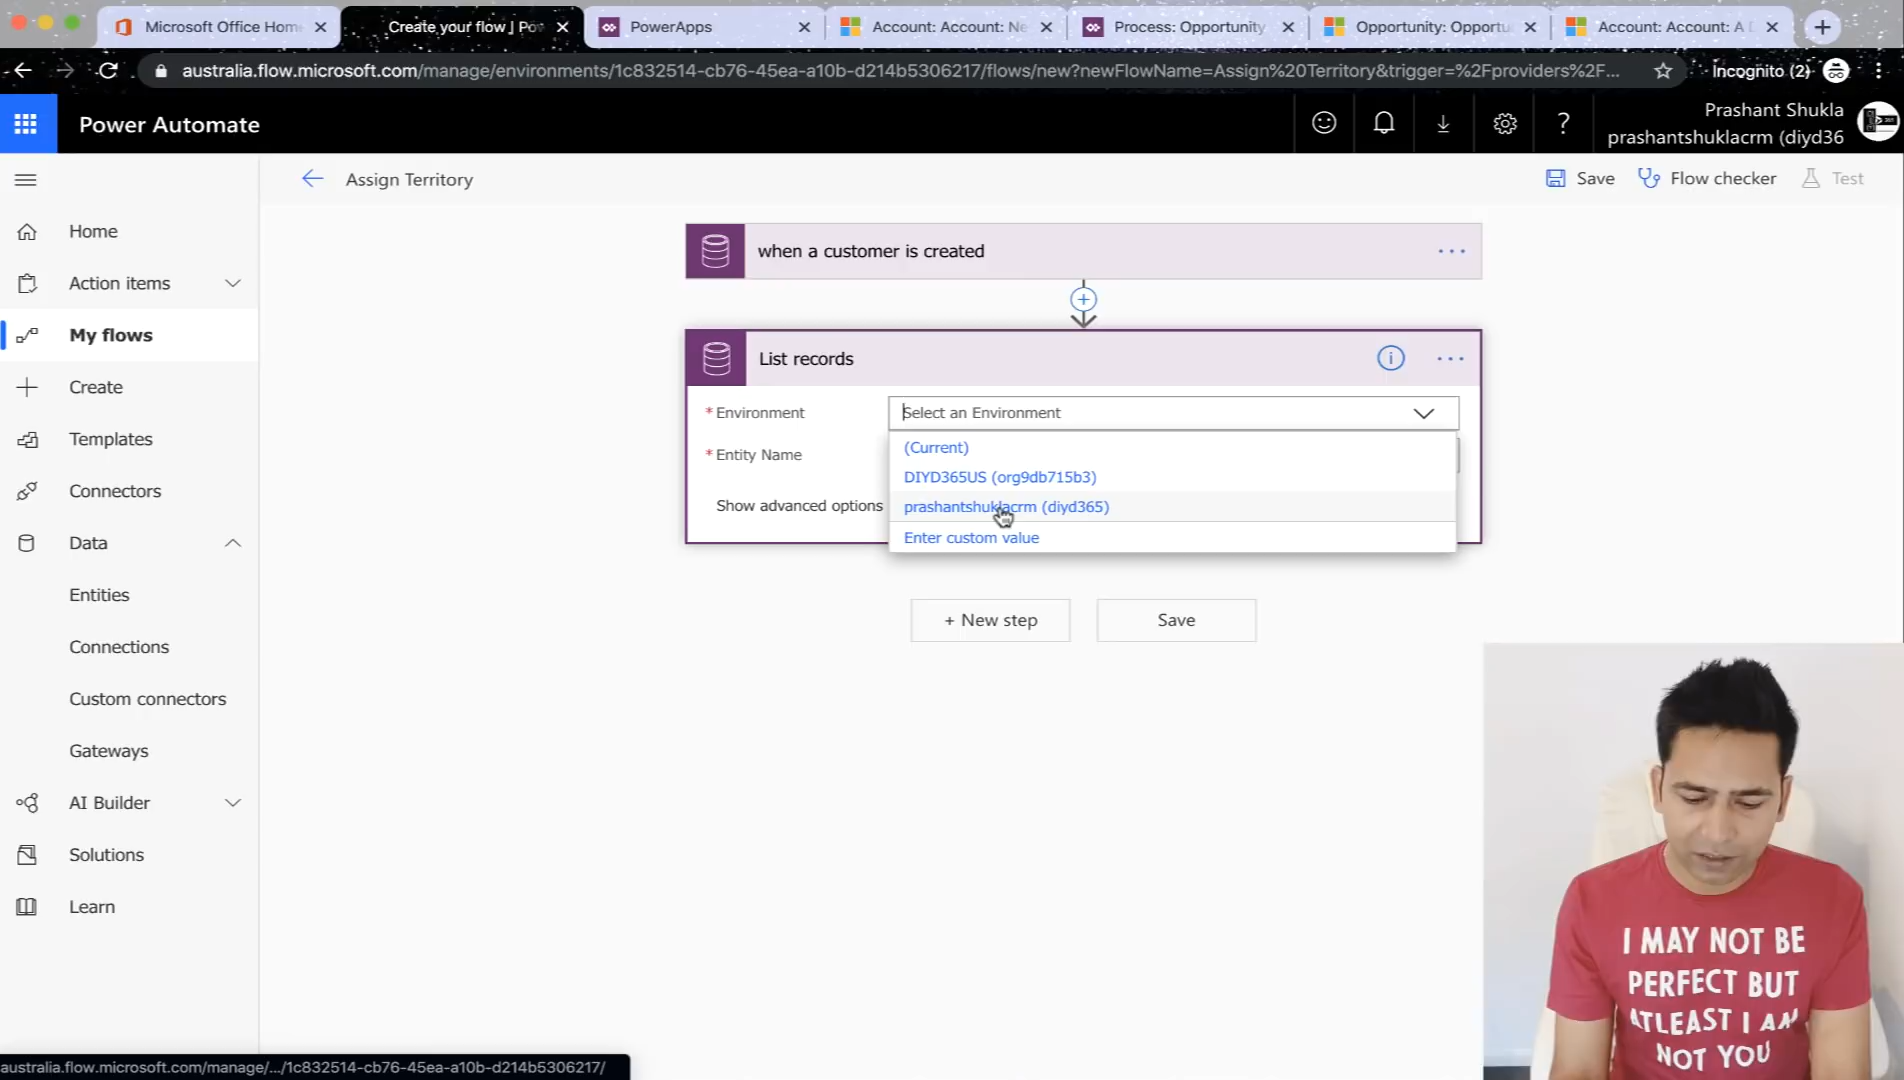 Microsoft Office Home
Create your flow | Po
PowerApps
Account: Account: Ne
Process: Opportunity
Opportunity: Opportu
Account: Account: A D
australia.flow.microsoft.com/manage/environments/1c832514-cb76-45ea-a10b-d214b5306217/flows/new?newFlowName=Assign%20Territory&trigger=%2Fproviders%2F...
Incognito (2)
Power Automate
?
Prashant Shukla
prashantshuklacrm (diyd36
Assign Territory
Save
Flow checker
Test
Home
Action items
My flows
Create
Templates
Connectors
Data
Entities
Connections
Custom connectors
Gateways
AI Builder
Solutions
Learn
when a customer is created
List records
* Environment
Select an Environment
(Current)
DIYD365US (org9db715b3)
prashantshuklacrm (diyd365)
Enter custom value
* Entity Name
Show advanced options
+ New step
Save
I MAY NOT BE
PERFECT BUT
ATLEAST I AM
NOT YOU
australia.flow.microsoft.com/manage/.../1c832514-cb76-45ea-a10b-d214b5306217/